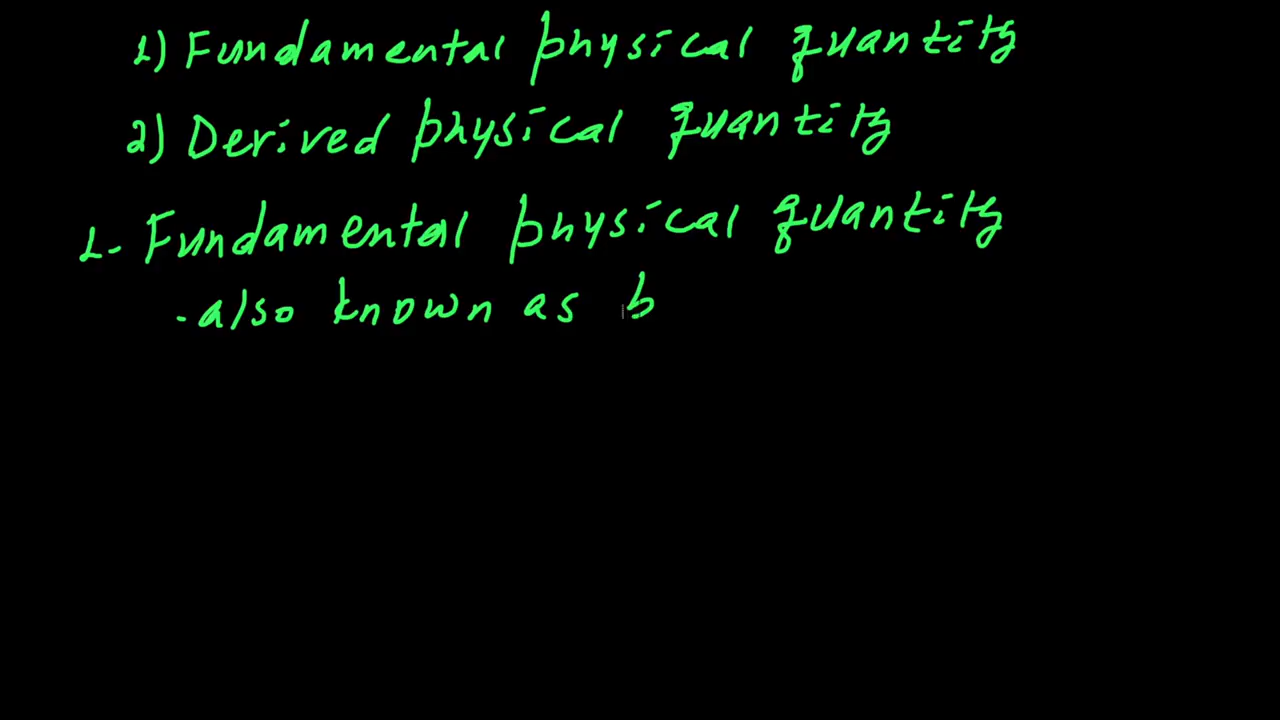 1) Fundamental physical quantity
2) Derived physical quantity
1- Fundamental physical quantity
- also known as b